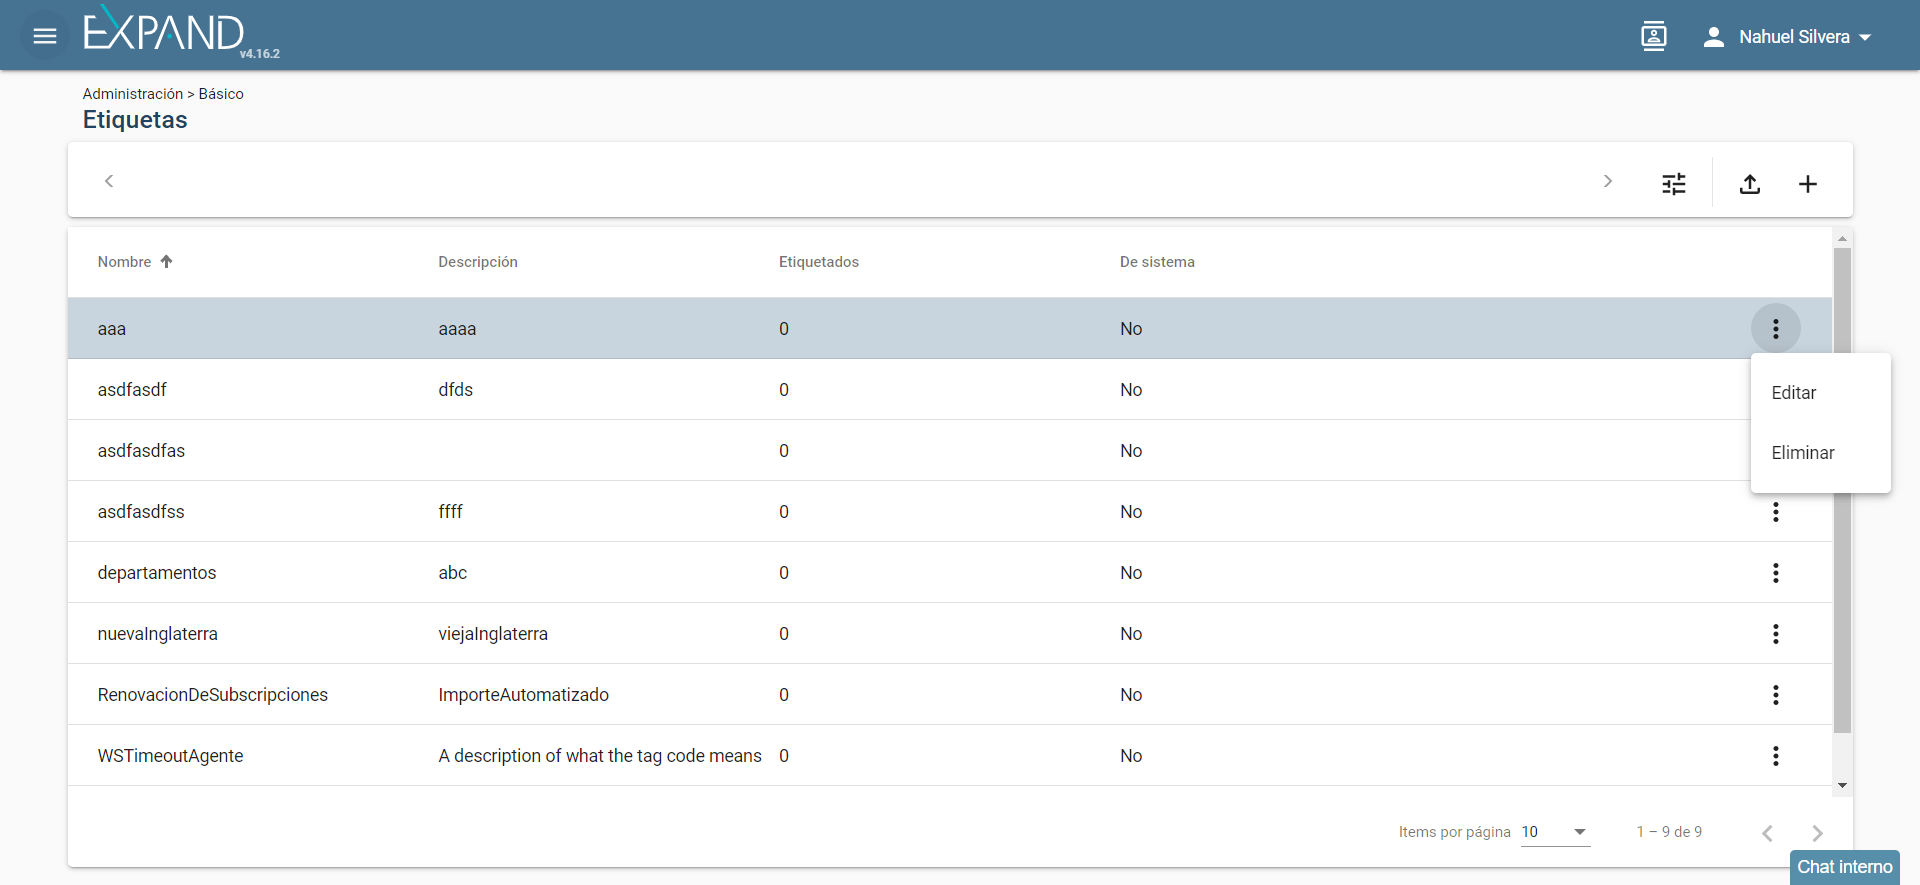 EXPAND
v4.16.2
Nahuel Silvera
Administración > Básico
Etiquetas
Nombre Descripción Etiquetados De sistema
aaa aaaa 0 No
asdfasdf dfds 0 No
Editar
asdfasdfas 0 No
Eliminar
asdfasdfss ffff 0 No
departamentos abc 0 No
nuevaInglaterra viejaInglaterra 0 No
RenovacionDeSubscripciones ImporteAutomatizado 0 No
WSTimeoutAgente A description of what the tag code means 0 No
Items por página 10 1 – 9 de 9
Chat interno